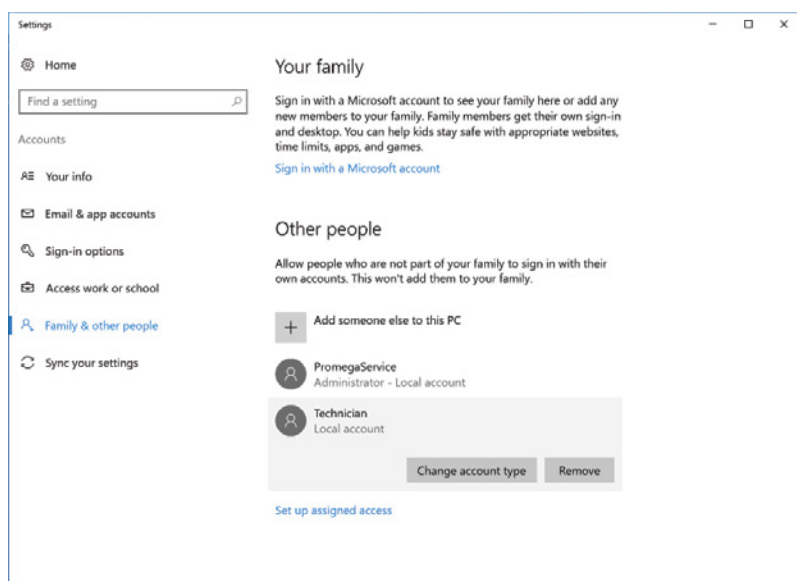 Settings
Home
Find a setting
Accounts
Your info
Email & app accounts
Sign-in options
Access work or school
Family & other people
Sync your settings
Your family
Sign in with a Microsoft account to see your family here or add any
new members to your family. Family members get their own sign-in
and desktop. You can help kids stay safe with appropriate websites,
time limits, apps, and games.
Sign in with a Microsoft account
Other people
Allow people who are not part of your family to sign in with their
own accounts. This won't add them to your family.
Add someone else to this PC
PromegaService
Administrator - Local account
Technician
Local account
Change account type
Remove
Set up assigned access